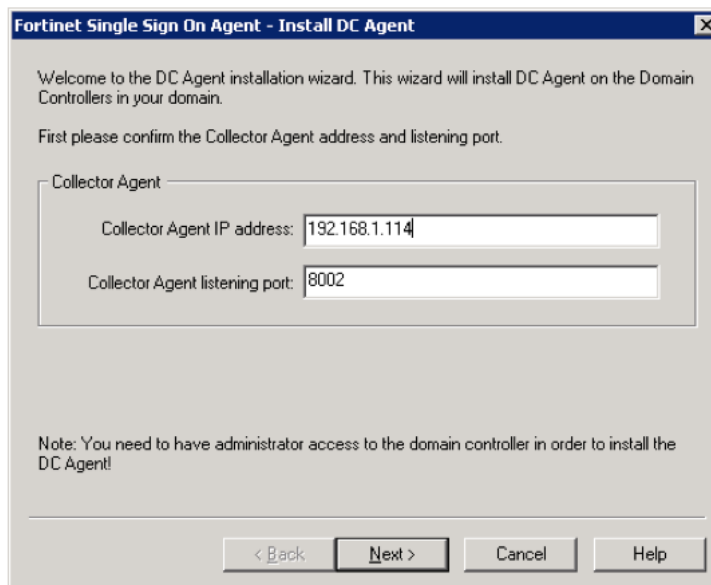 Fortinet Single Sign On Agent - Install DC Agent
Welcome to the DC Agent installation wizard. This wizard will install DC Agent on the Domain
Controllers in your domain.
First please confirm the Collector Agent address and listening port.
Collector Agent
Collector Agent IP address: 192.168.1.114
Collector Agent listening port: 8002
Note: You need to have administrator access to the domain controller in order to install the
DC Agent!
< Back Next > Cancel Help